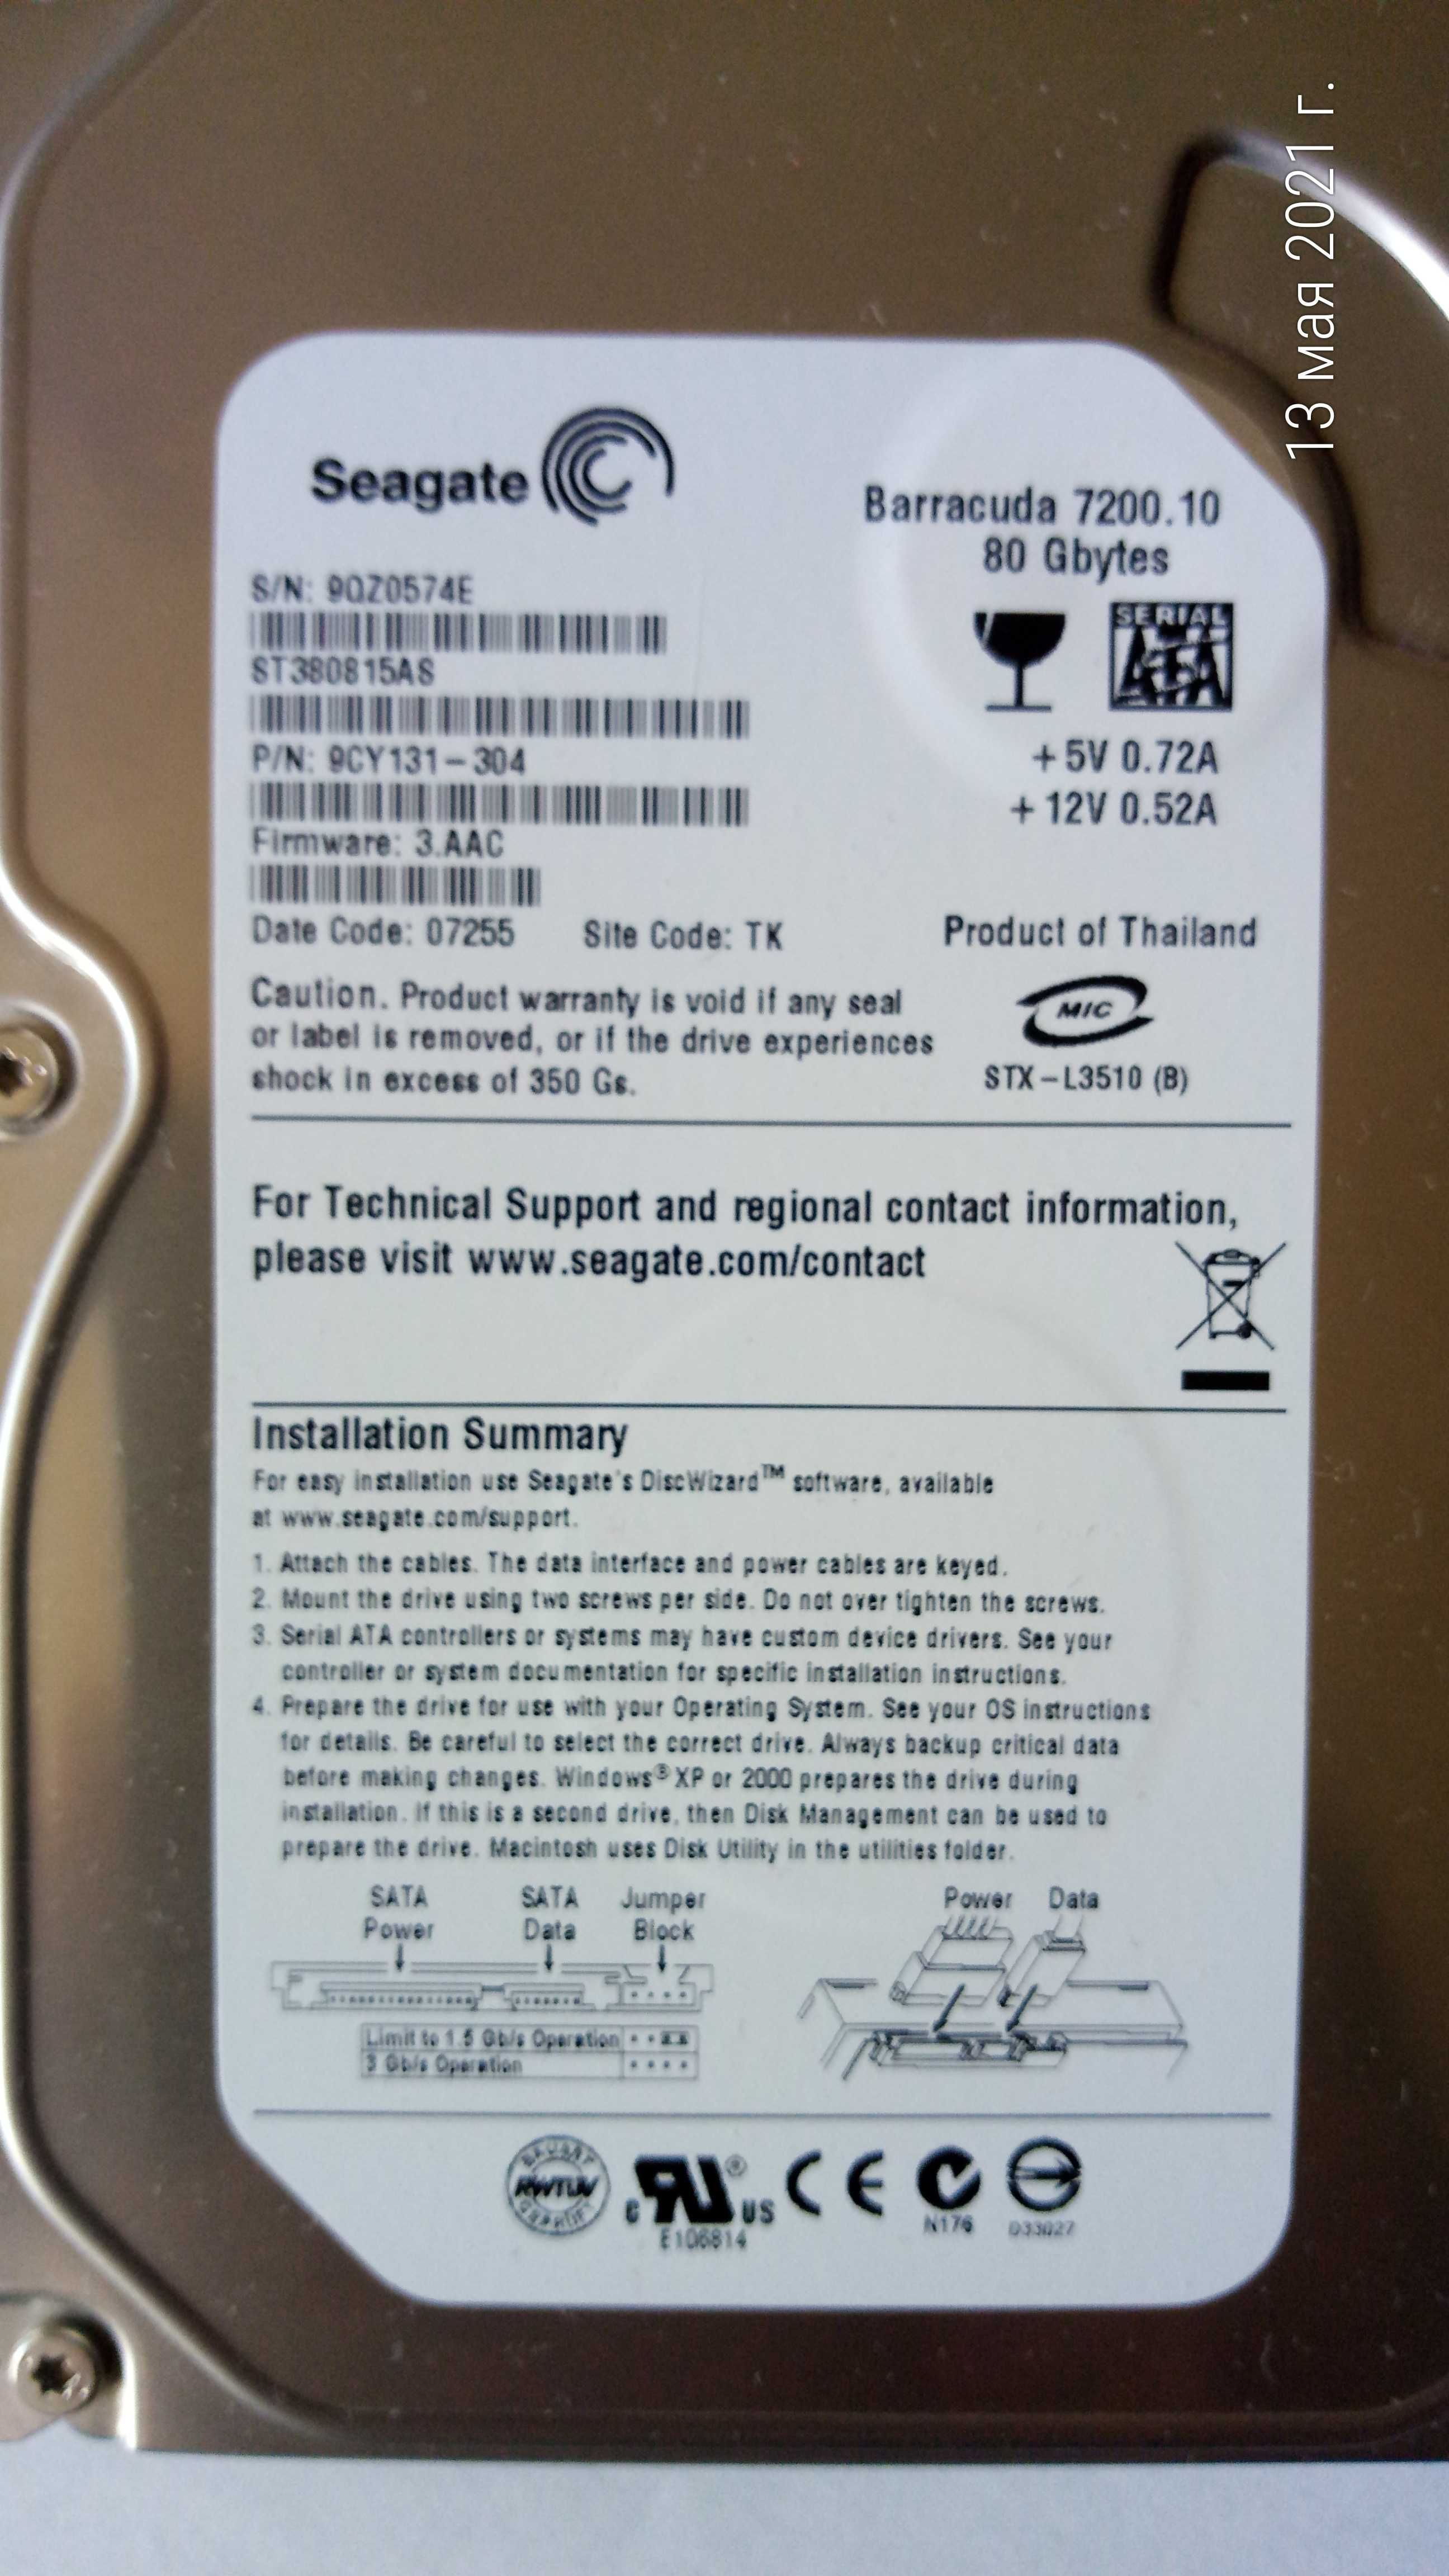 13 мая 2021 г.
Seagate
Barracuda 7200.10
80 Gbytes
S/N: 9QZ0574E
ST380815AS
P/N: 9CY131-304
Firmware: 3.AAC
Date Code: 07255 Site Code: TK
SERIAL
ATA
+5V 0.72A
+12V 0.52A
Product of Thailand
Caution. Product warranty is void if any seal
or label is removed, or if the drive experiences
shock in excess of 350 Gs.
MIC
STX-L3510 (B)
For Technical Support and regional contact information,
please visit www.seagate.com/contact
Installation Summary
For easy installation use Seagate's DiscWizard™ software, available
at www.seagate.com/support.
1. Attach the cables. The data interface and power cables are keyed.
2. Mount the drive using two screws per side. Do not over tighten the screws.
3. Serial ATA controllers or systems may have custom device drivers. See your
controller or system documentation for specific installation instructions.
4. Prepare the drive for use with your Operating System. See your OS instructions
for details. Be careful to select the correct drive. Always backup critical data
before making changes. Windows® XP or 2000 prepares the drive during
installation. If this is a second drive, then Disk Management can be used to
prepare the drive. Macintosh uses Disk Utility in the utilities folder.
SATA
Power
SATA
Data
Jumper
Block
Power Data
Limit to 1.5 Gb/s Operation
3 Gb/s Operation
RWTÜV
c RU ® US
E106814
CE
N176
D33027